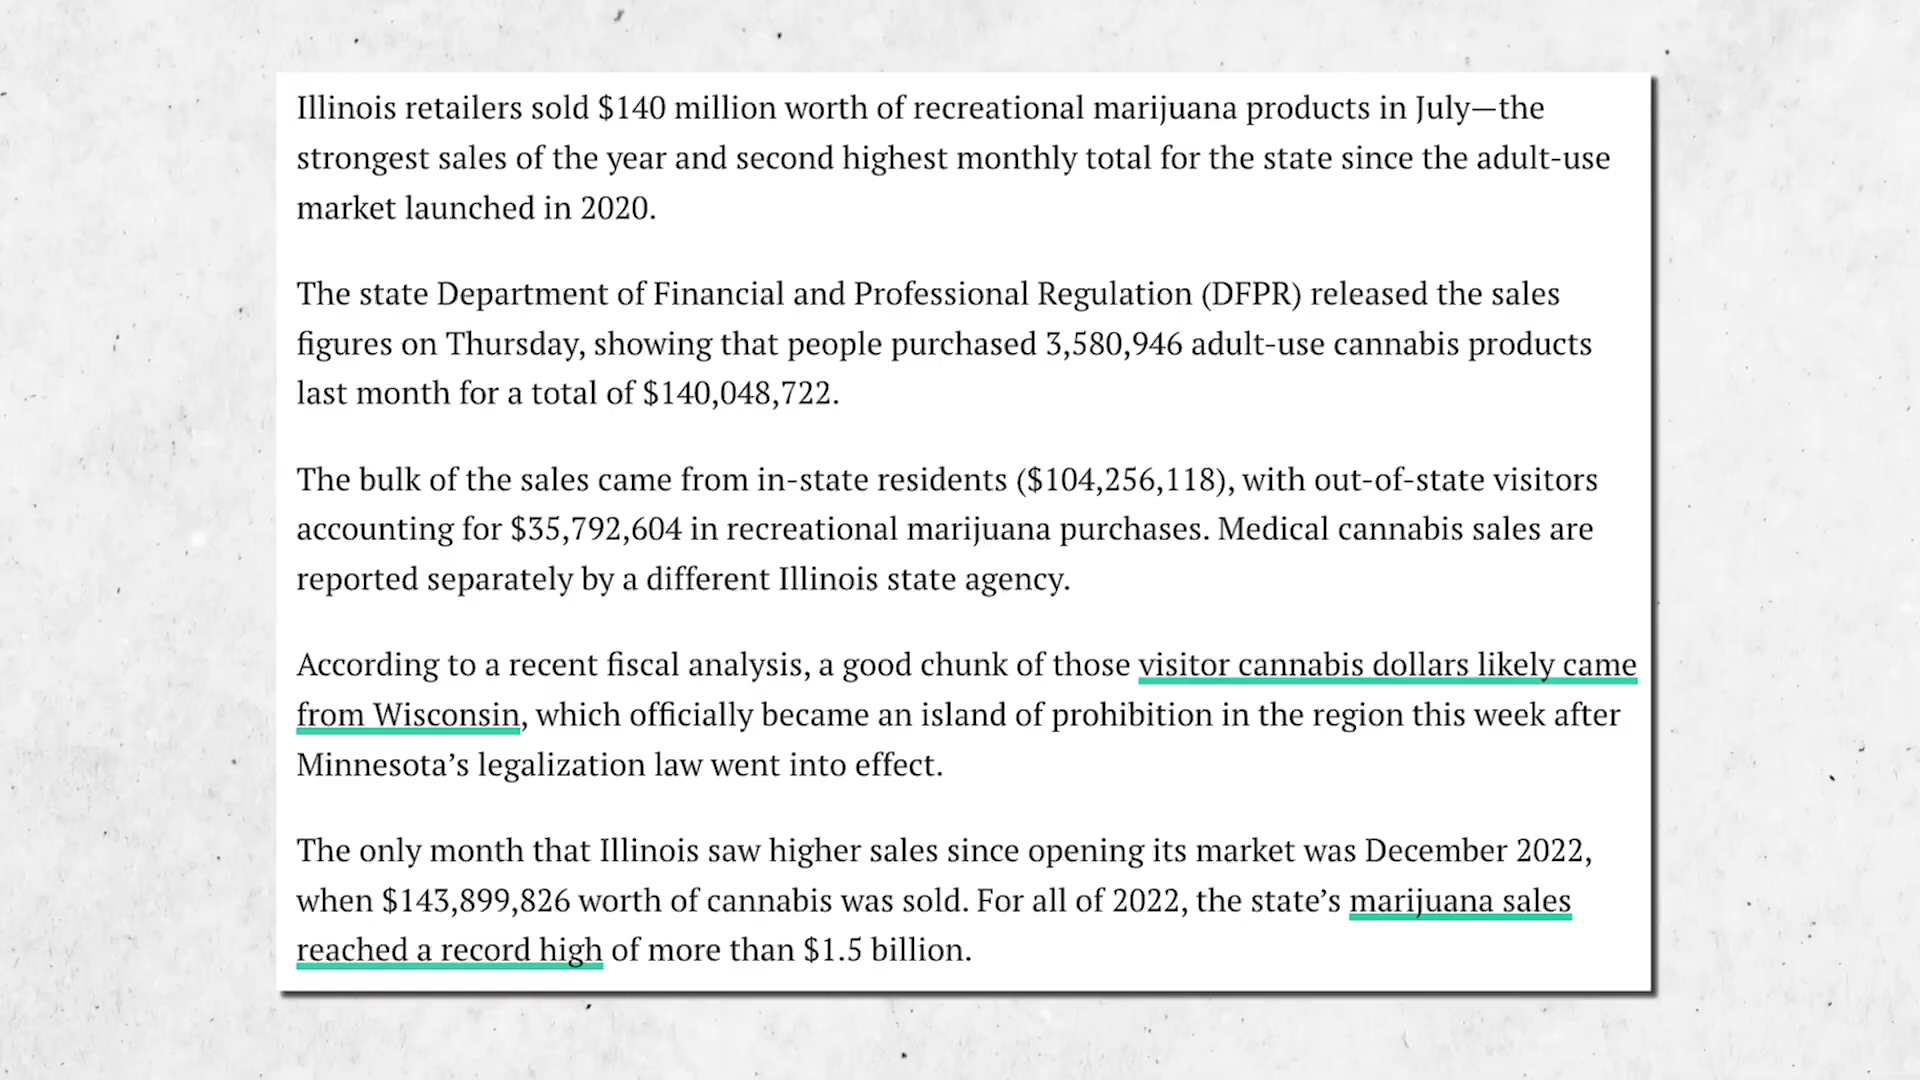 Illinois retailers sold $140 million worth of recreational marijuana products in July—the
strongest sales of the year and second highest monthly total for the state since the adult-use
market launched in 2020.
The state Department of Financial and Professional Regulation (DFPR) released the sales
figures on Thursday, showing that people purchased 3,580,946 adult-use cannabis products
last month for a total of $140,048,722.
The bulk of the sales came from in-state residents ($104,256,118), with out-of-state visitors
accounting for $35,792,604 in recreational marijuana purchases. Medical cannabis sales are
reported separately by a different Illinois state agency.
According to a recent fiscal analysis, a good chunk of those visitor cannabis dollars likely came
from Wisconsin, which officially became an island of prohibition in the region this week after
Minnesota’s legalization law went into effect.
The only month that Illinois saw higher sales since opening its market was December 2022,
when $143,899,826 worth of cannabis was sold. For all of 2022, the state’s marijuana sales
reached a record high of more than $1.5 billion.